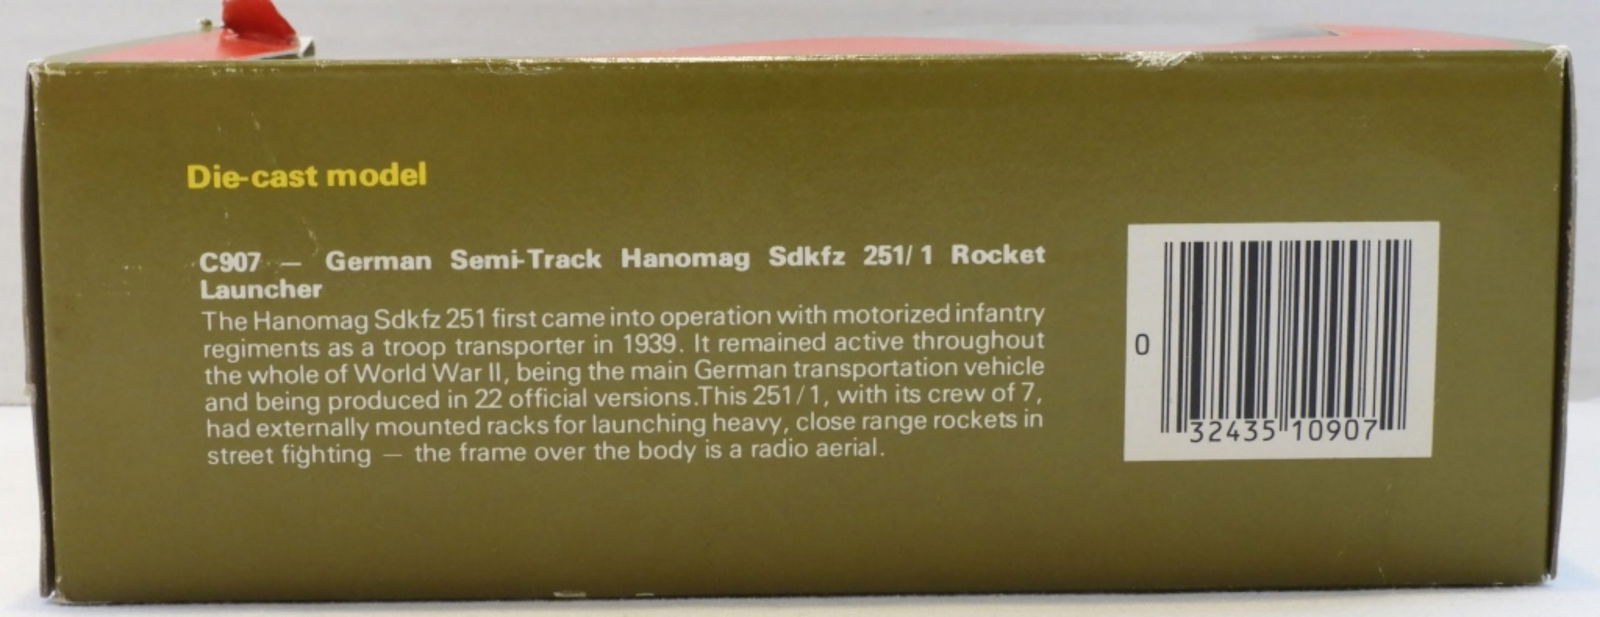 Die-cast model
C907 — German Semi-Track Hanomag Sdkfz 251/1 Rocket
Launcher
The Hanomag Sdkfz 251 first came into operation with motorized infantry
regiments as a troop transporter in 1939. It remained active throughout
the whole of World War II, being the main German transportation vehicle
and being produced in 22 official versions.This 251/1, with its crew of 7,
had externally mounted racks for launching heavy, close range rockets in
street fighting — the frame over the body is a radio aerial.
0 32435 10907